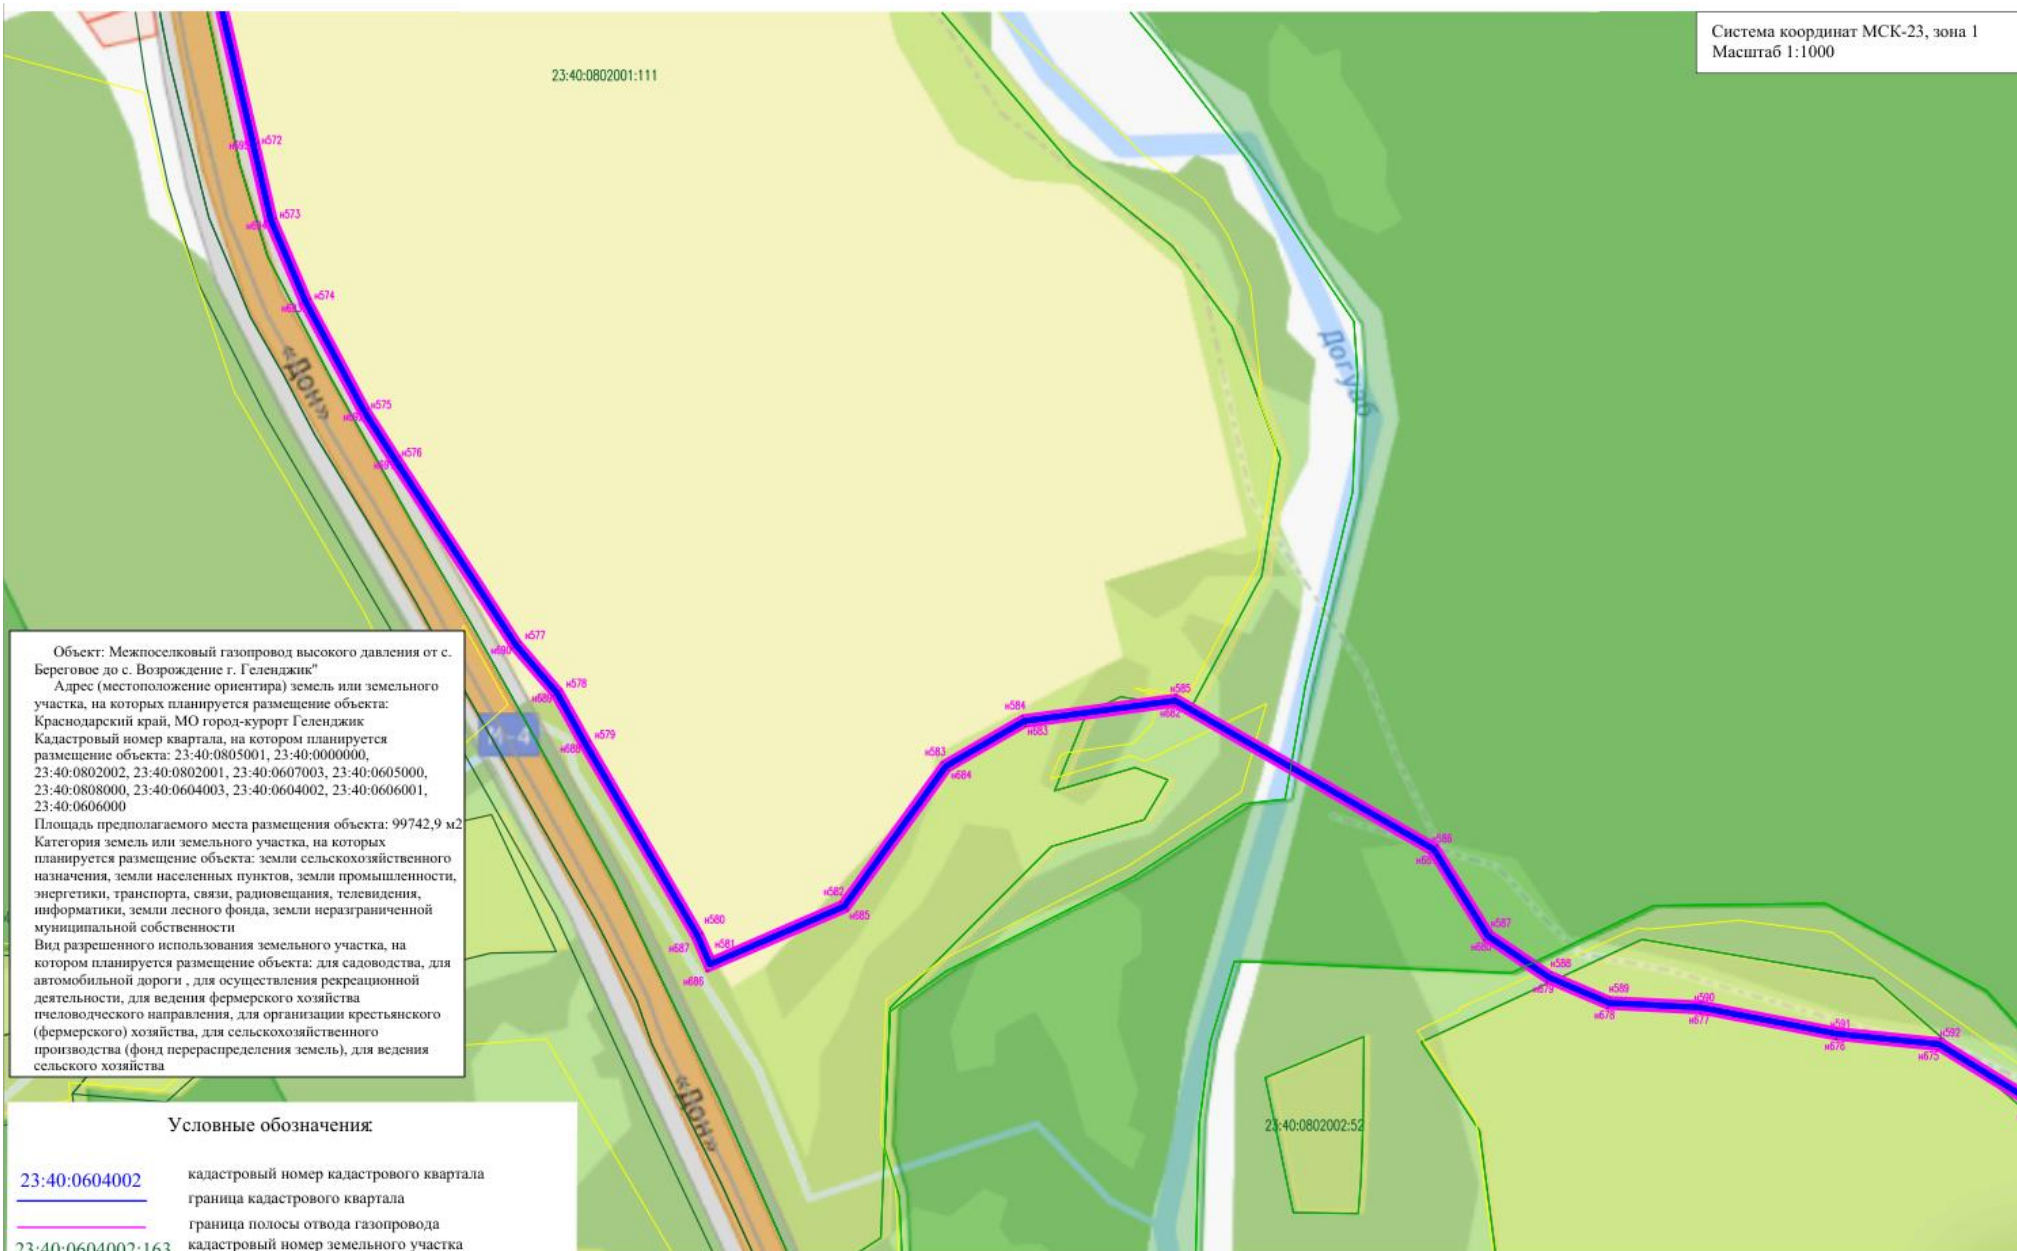 Система координат МСК-23, зона 1
Масштаб 1:1000
23:40:0802001:111
н572
н573
н574
«Дон»
Догуаб
н575
н576
н577
н690
н578
н689
н579
н688
М-4
н580
н687
н581
н686
н582
н685
н583
н684
н584
н683
н585
н682
н586
н587
н680
н588
н679
н589
н678
н590
н677
н591
н676
н592
н675
Объект: Межпоселковый газопровод высокого давления от с.
Береговое до с. Возрождение г. Геленджик"
Адрес (местоположение ориентира) земель или земельного
участка, на которых планируется размещение объекта:
Краснодарский край, МО город-курорт Геленджик
Кадастровый номер квартала, на котором планируется
размещение объекта: 23:40:0805001, 23:40:0000000,
23:40:0802002, 23:40:0802001, 23:40:0607003, 23:40:0605000,
23:40:0808000, 23:40:0604003, 23:40:0604002, 23:40:0606001,
23:40:0606000
Площадь предполагаемого места размещения объекта: 99742,9 м2
Категория земель или земельного участка, на которых
планируется размещение объекта: земли сельскохозяйственного
назначения, земли населенных пунктов, земли промышленности,
энергетики, транспорта, связи, радиовещания, телевидения,
информатики, земли лесного фонда, земли неразграниченной
муниципальной собственности
Вид разрешенного использования земельного участка, на
котором планируется размещение объекта: для садоводства, для
автомобильной дороги , для осуществления рекреационной
деятельности, для ведения фермерского хозяйства
пчеловодческого направления, для организации крестьянского
(фермерского) хозяйства, для сельскохозяйственного
производства (фонд перераспределения земель), для ведения
сельского хозяйства
«Дон»
23:40:0802002:52
Условные обозначения:
23:40:0604002 кадастровый номер кадастрового квартала
граница кадастрового квартала
граница полосы отвода газопровода
23:40:0604002:163 кадастровый номер земельного участка